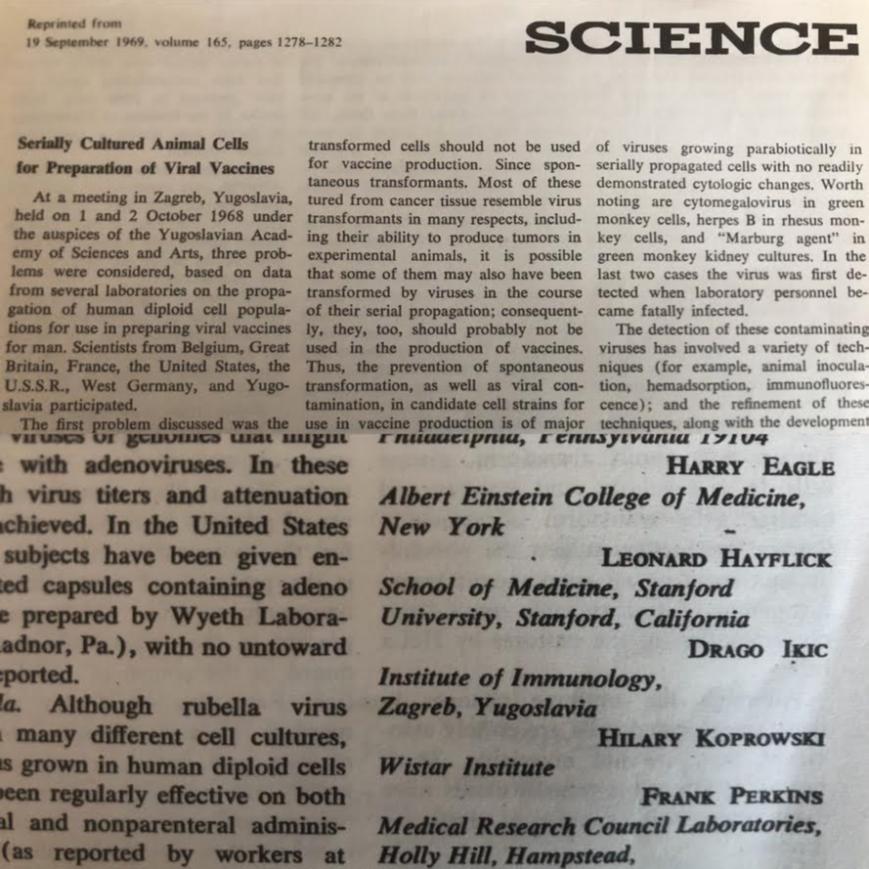 Reprinted from
19 September 1969, volume 165, pages 1278–1282
SCIENCE
Serially Cultured Animal Cells
for Preparation of Viral Vaccines
At a meeting in Zagreb, Yugoslavia,
held on 1 and 2 October 1968 under
the auspices of the Yugoslavian Acad-
emy of Sciences and Arts, three prob-
lems were considered, based on data
from several laboratories on the propa-
gation of human diploid cell popula-
tions for use in preparing viral vaccines
for man. Scientists from Belgium, Great
Britain, France, the United States, the
U.S.S.R., West Germany, and Yugo-
slavia participated.
The first problem discussed was the
transformed cells should not be used
for vaccine production. Since spon-
taneous transformants. Most of these
tured from cancer tissue resemble virus
transformants in many respects, includ-
ing their ability to produce tumors in
experimental animals, it is possible
that some of them may also have been
transformed by viruses in the course
of their serial propagation; consequent-
ly, they, too, should probably not be
used in the production of vaccines.
Thus, the prevention of spontaneous
transformation, as well as viral con-
tamination, in candidate cell strains for
use in vaccine production is of major
of viruses growing parabiotically in
serially propagated cells with no readily
demonstrated cytologic changes. Worth
noting are cytomegalovirus in green
monkey cells, herpes B in rhesus mon-
key cells, and “Marburg agent” in
green monkey kidney cultures. In the
last two cases the virus was first de-
tected when laboratory personnel be-
came fatally infected.
The detection of these contaminating
viruses has involved a variety of tech-
niques (for example, animal inocula-
tion, hemadsorption, immunofluores-
cence); and the refinement of these
techniques, along with the development
viruses or genomes that might
with adenoviruses. In these
h virus titers and attenuation
achieved. In the United States
subjects have been given en-
ted capsules containing adeno
e prepared by Wyeth Labora-
adnor, Pa.), with no untoward
ported.
la. Although rubella virus
many different cell cultures,
s grown in human diploid cells
been regularly effective on both
al and nonparenteral adminis-
(as reported by workers at
Philadelphia, Pennsylvania 19104
HARRY EAGLE
Albert Einstein College of Medicine,
New York
LEONARD HAYFLICK
School of Medicine, Stanford
University, Stanford, California
DRAGO IKIC
Institute of Immunology,
Zagreb, Yugoslavia
HILARY KOPROWSKI
Wistar Institute
FRANK PERKINS
Medical Research Council Laboratories,
Holly Hill, Hampstead,